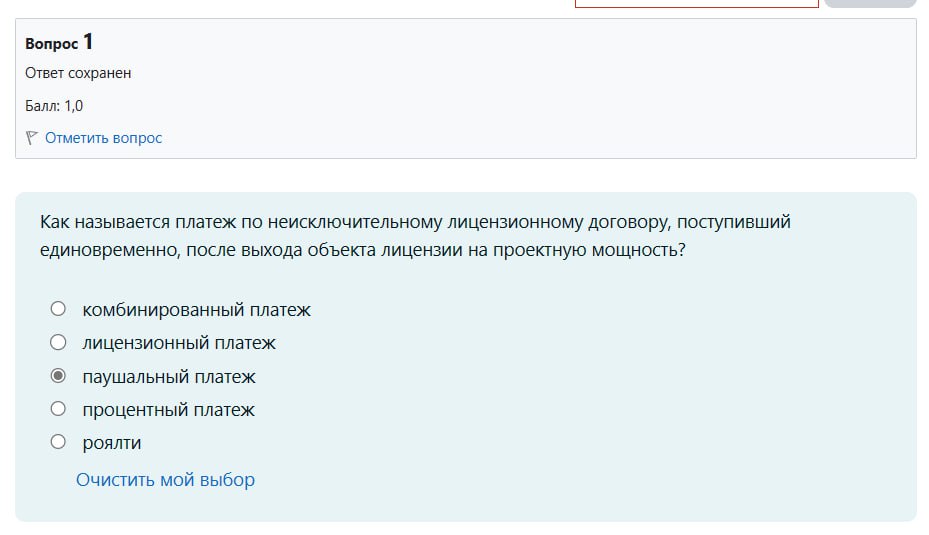 Вопрос 1
Ответ сохранен
Балл: 1,0
Отметить вопрос
Как называется платеж по неисключительному лицензионному договору, поступивший
единовременно, после выхода объекта лицензии на проектную мощность?
комбинированный платеж
лицензионный платеж
паушальный платеж
процентный платеж
роялти
Очистить мой выбор